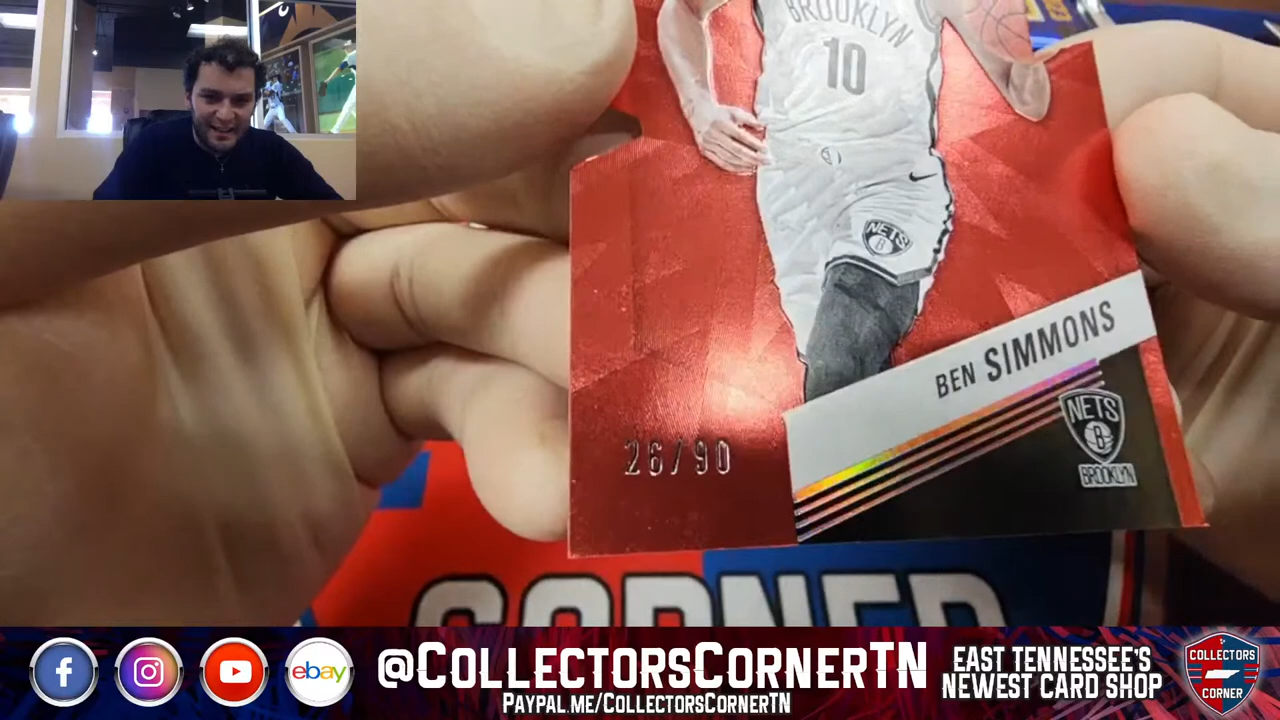 BROOKLYN
10
NETS
B
BEN SIMMONS
26/90
NETS
B
BROOKLYN
CORNER
f
ebay
@COLLECTORSCORNERTN
PAYPAL.ME/COLLECTORSCORNERTN
EAST TENNESSEE'S
NEWEST CARD SHOP
COLLECTORS
CORNER